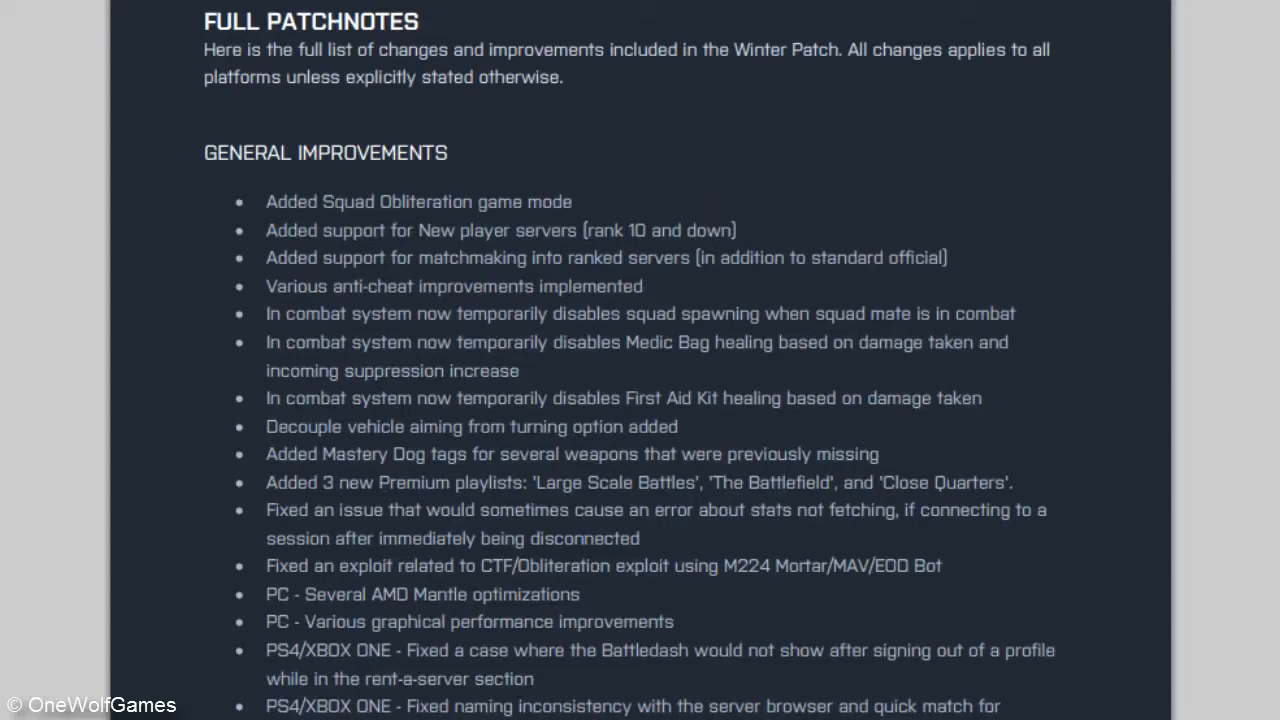 FULL PATCHNOTES
Here is the full list of changes and improvements included in the Winter Patch. All changes applies to all
platforms unless explicitly stated otherwise.
GENERAL IMPROVEMENTS
• Added Squad Obliteration game mode
• Added support for New player servers (rank 10 and down)
• Added support for matchmaking into ranked servers (in addition to standard official)
• Various anti-cheat improvements implemented
• In combat system now temporarily disables squad spawning when squad mate is in combat
• In combat system now temporarily disables Medic Bag healing based on damage taken and
incoming suppression increase
• In combat system now temporarily disables First Aid Kit healing based on damage taken
• Decouple vehicle aiming from turning option added
• Added Mastery Dog tags for several weapons that were previously missing
• Added 3 new Premium playlists: 'Large Scale Battles', 'The Battlefield', and 'Close Quarters'.
• Fixed an issue that would sometimes cause an error about stats not fetching, if connecting to a
session after immediately being disconnected
• Fixed an exploit related to CTF/Obliteration exploit using M224 Mortar/MAV/EOD Bot
• PC - Several AMD Mantle optimizations
• PC - Various graphical performance improvements
• PS4/XBOX ONE - Fixed a case where the Battledash would not show after signing out of a profile
while in the rent-a-server section
• PS4/XBOX ONE - Fixed naming inconsistency with the server browser and quick match for
© OneWolfGames